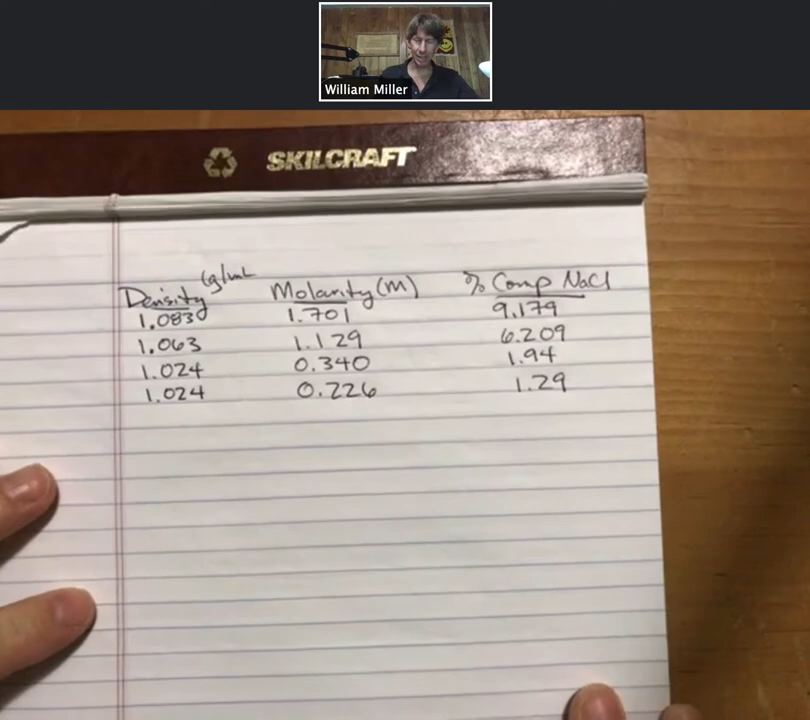 William Miller
SKILCRAFT
Density (g/mL Molarity (M) % Comp NaCl
1.083 1.701 9.179
1.063 1.129 6.209
1.024 0.340 1.94
1.024 0.226 1.29